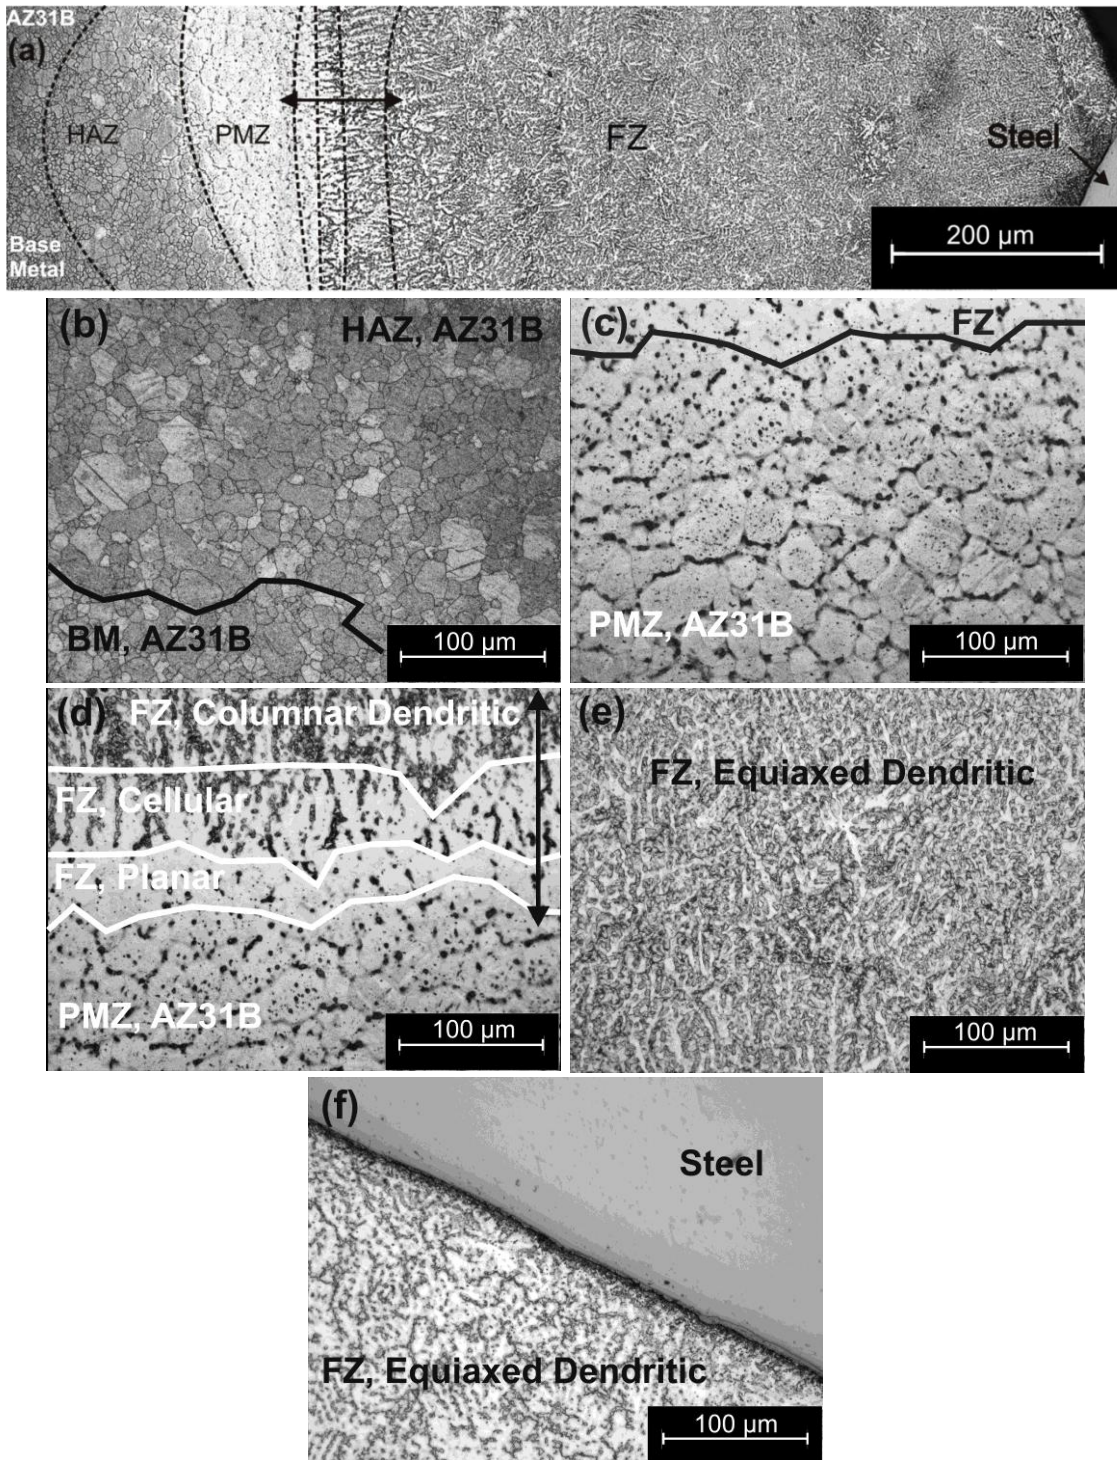 AZ31B
(a)
HAZ
PMZ
FZ
Steel
Base
Metal
200 µm
(b)
HAZ, AZ31B
BM, AZ31B
100 µm
(c)
FZ
PMZ, AZ31B
100 µm
(d)
FZ, Columnar Dendritic
FZ, Cellular
FZ, Planar
PMZ, AZ31B
100 µm
(e)
FZ, Equiaxed Dendritic
100 µm
(f)
Steel
FZ, Equiaxed Dendritic
100 µm